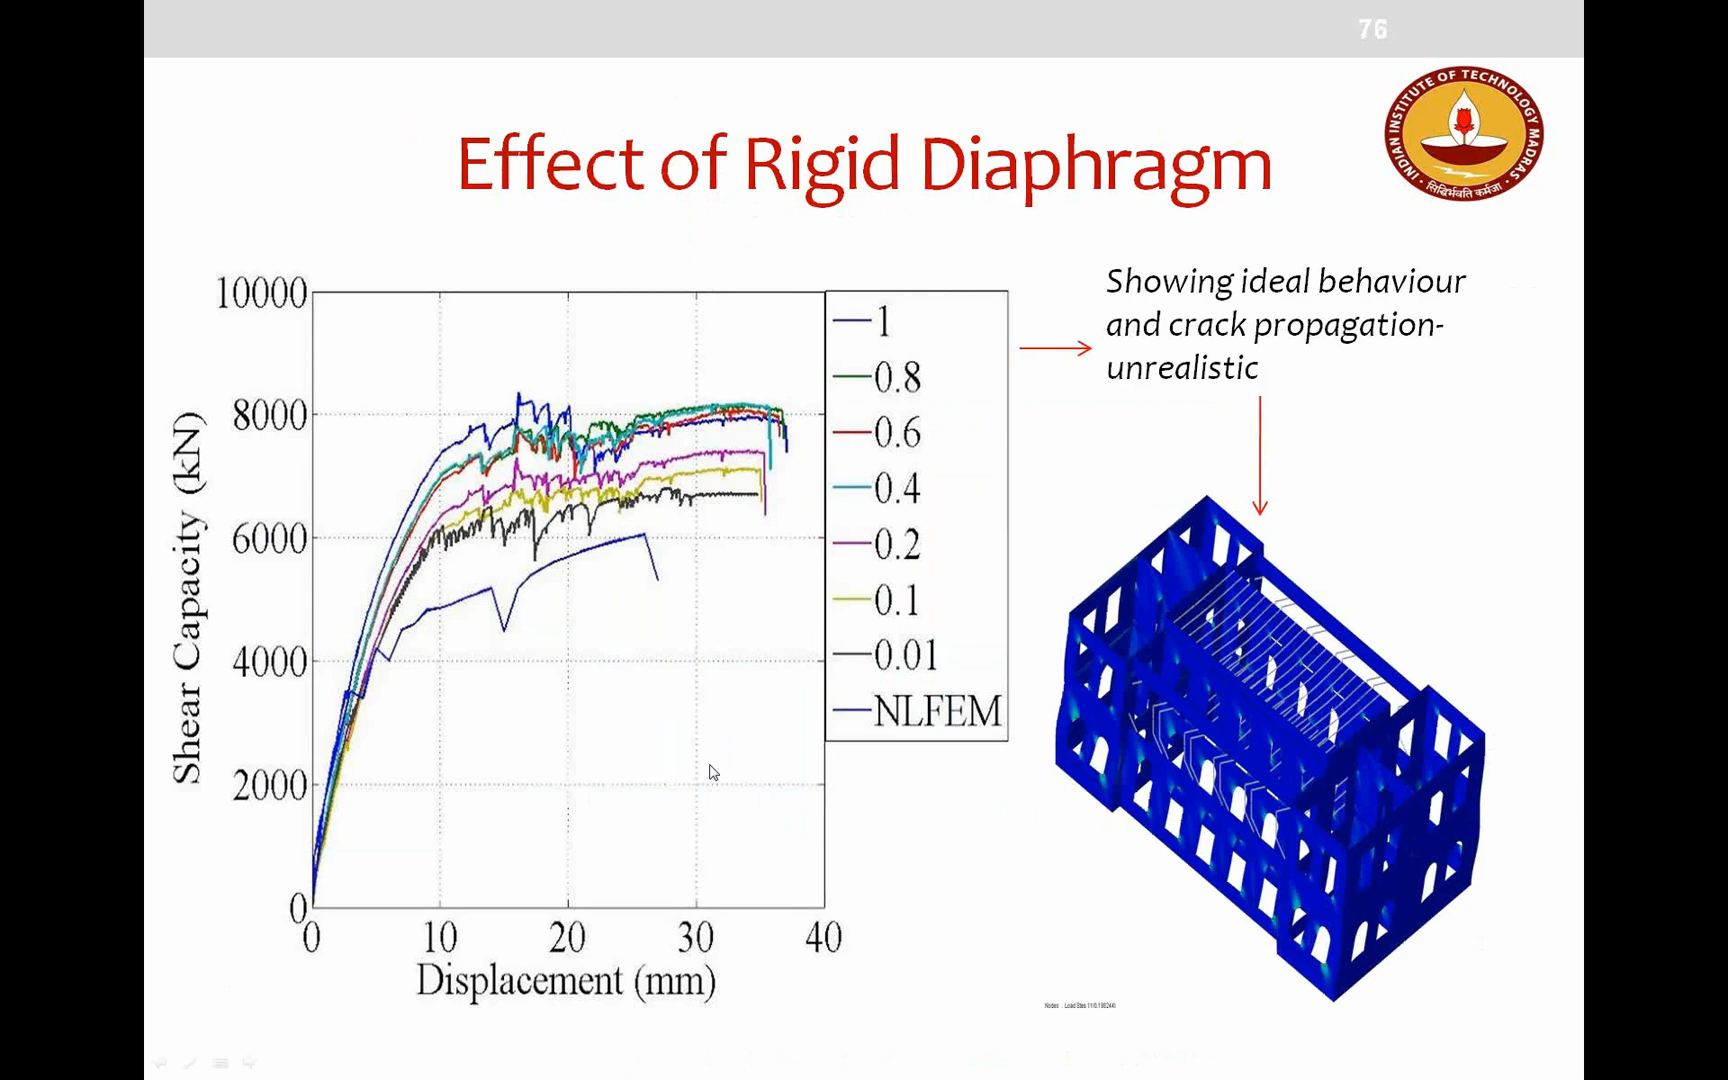 76
INDIAN INSTITUTE OF TECHNOLOGY MADRAS
सिद्धिर्भवति कर्मजा
Effect of Rigid Diaphragm
Showing ideal behaviour
and crack propagation-
unrealistic
Shear Capacity (kN)
10000
8000
6000
4000
2000
0
0 10 20 30 40
Displacement (mm)
1
0.8
0.6
0.4
0.2
0.1
0.01
NLFEM